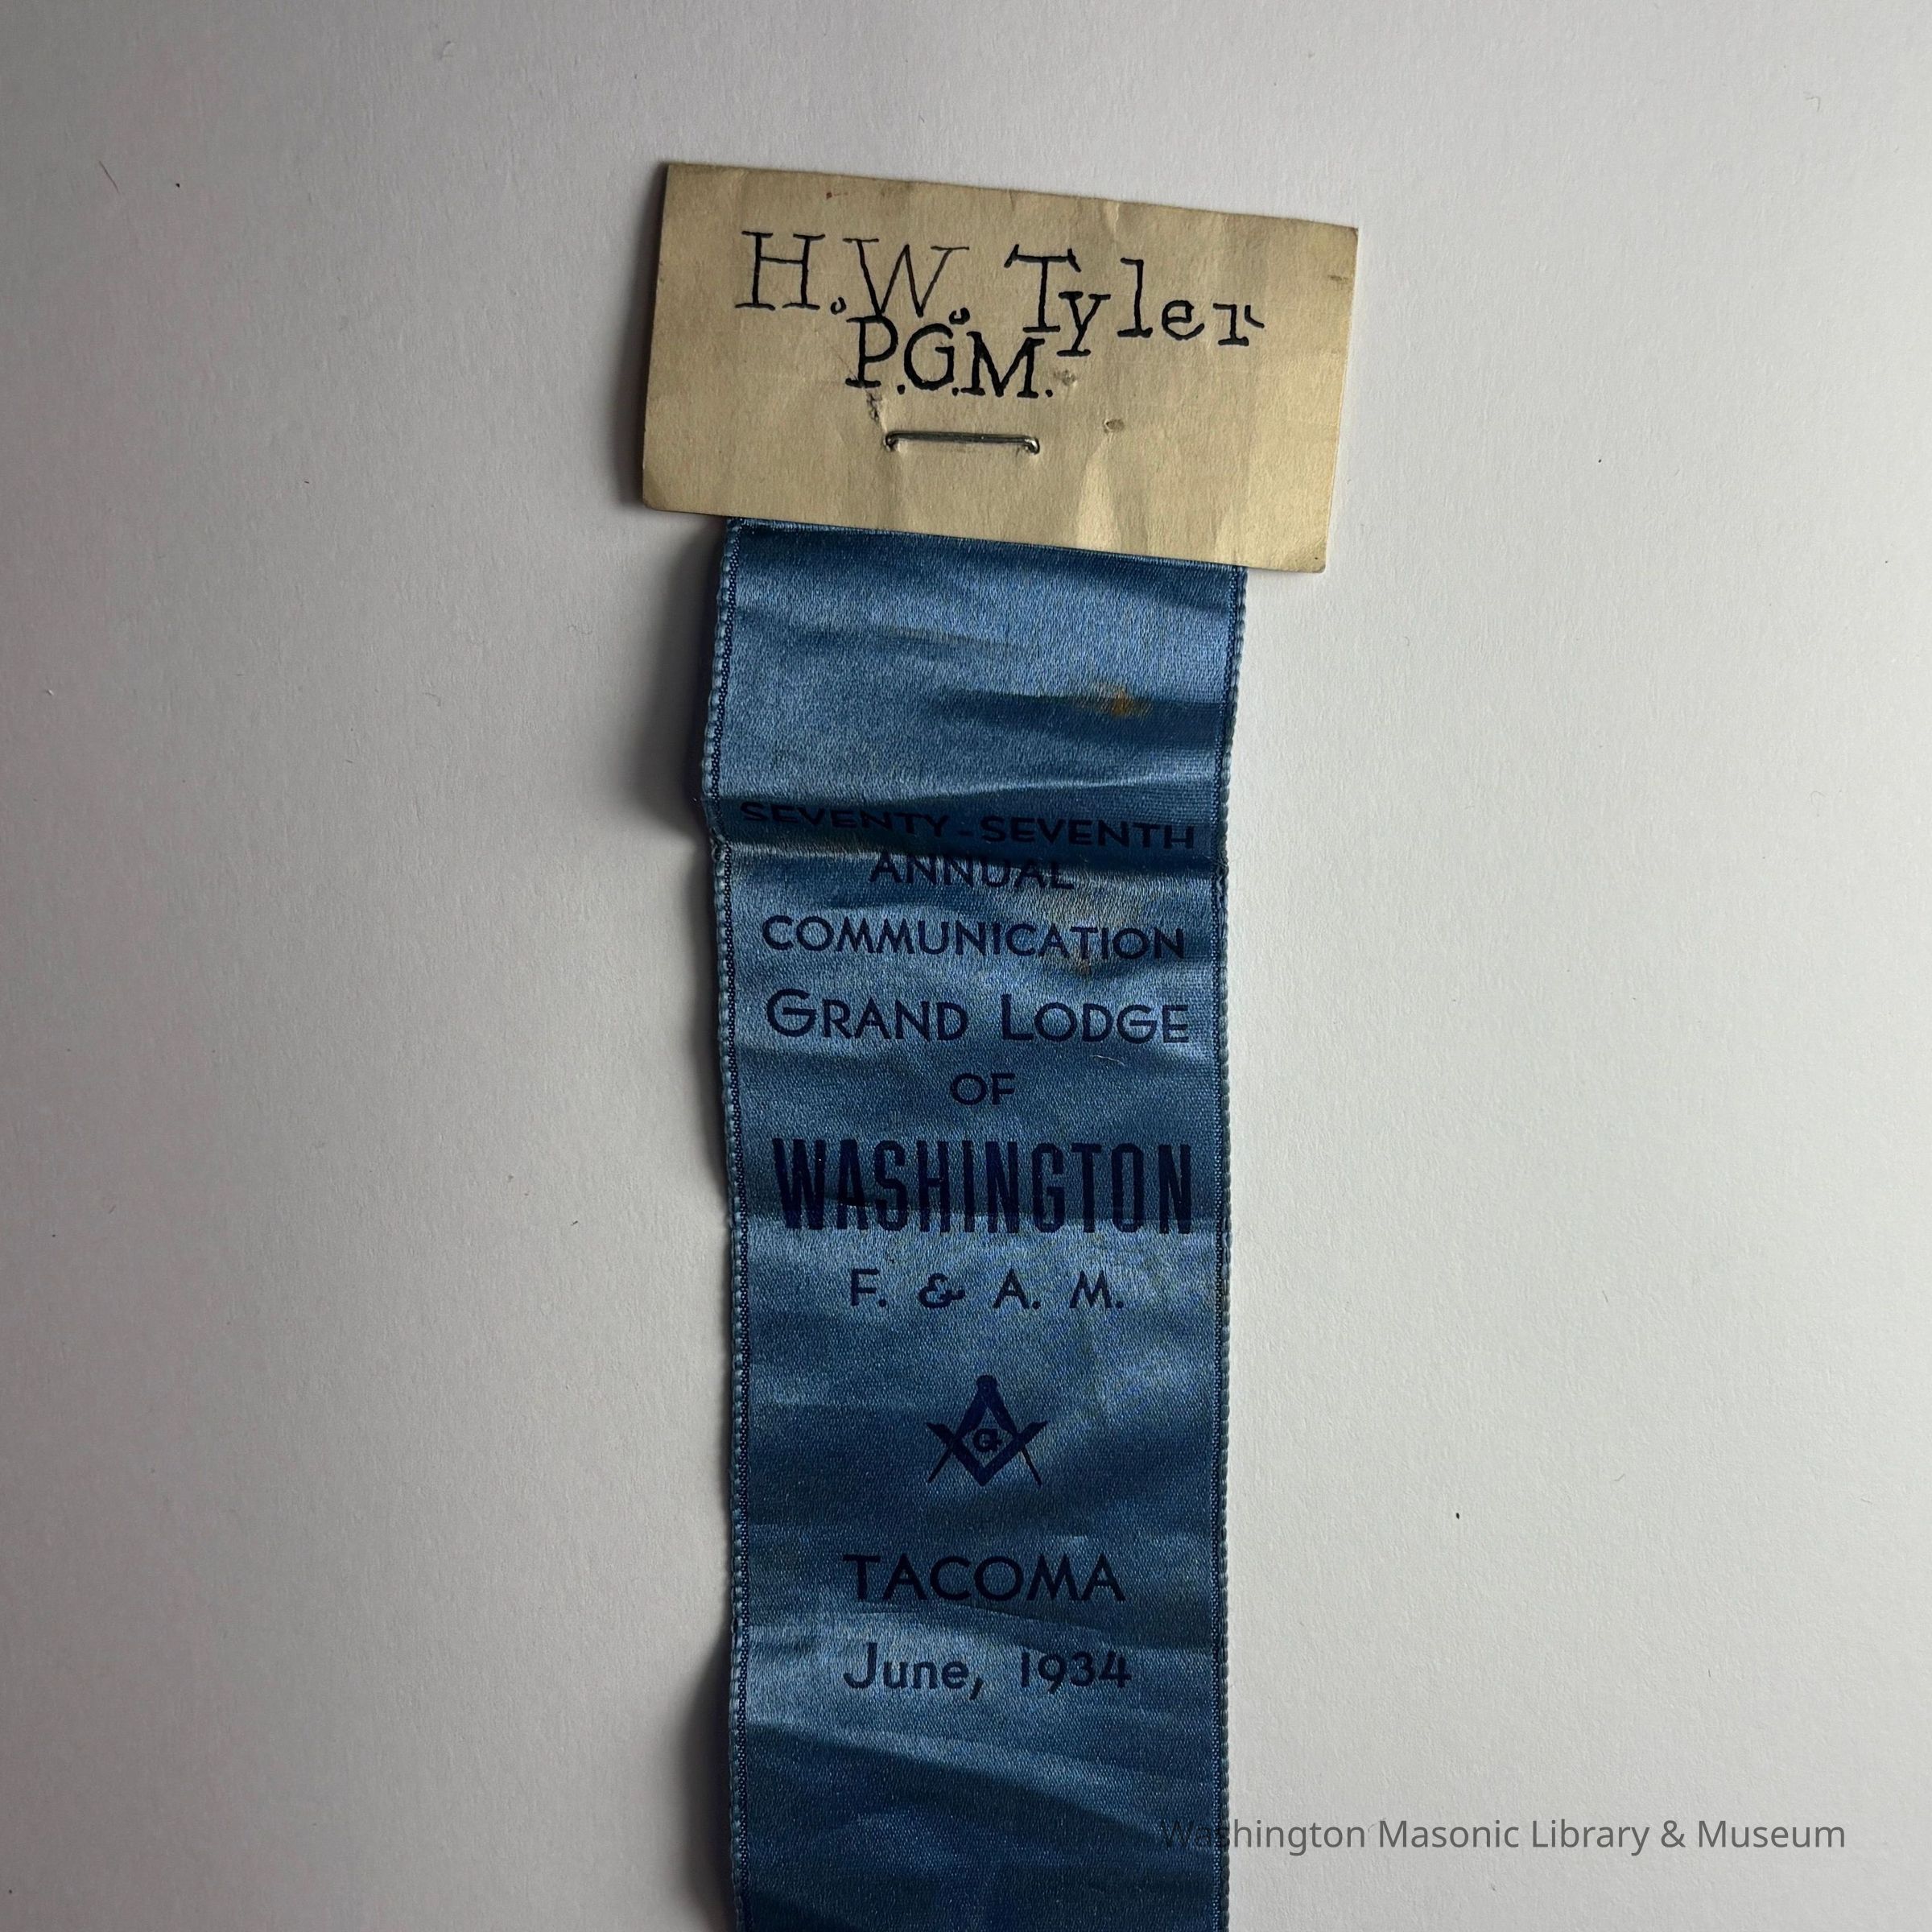 H.W. Tyler
P.G.M.
SEVENTY-SEVENTH
ANNUAL
COMMUNICATION
GRAND LODGE
OF
WASHINGTON
F. & A. M.
G
TACOMA
June, 1934
Washington Masonic Library & Museum